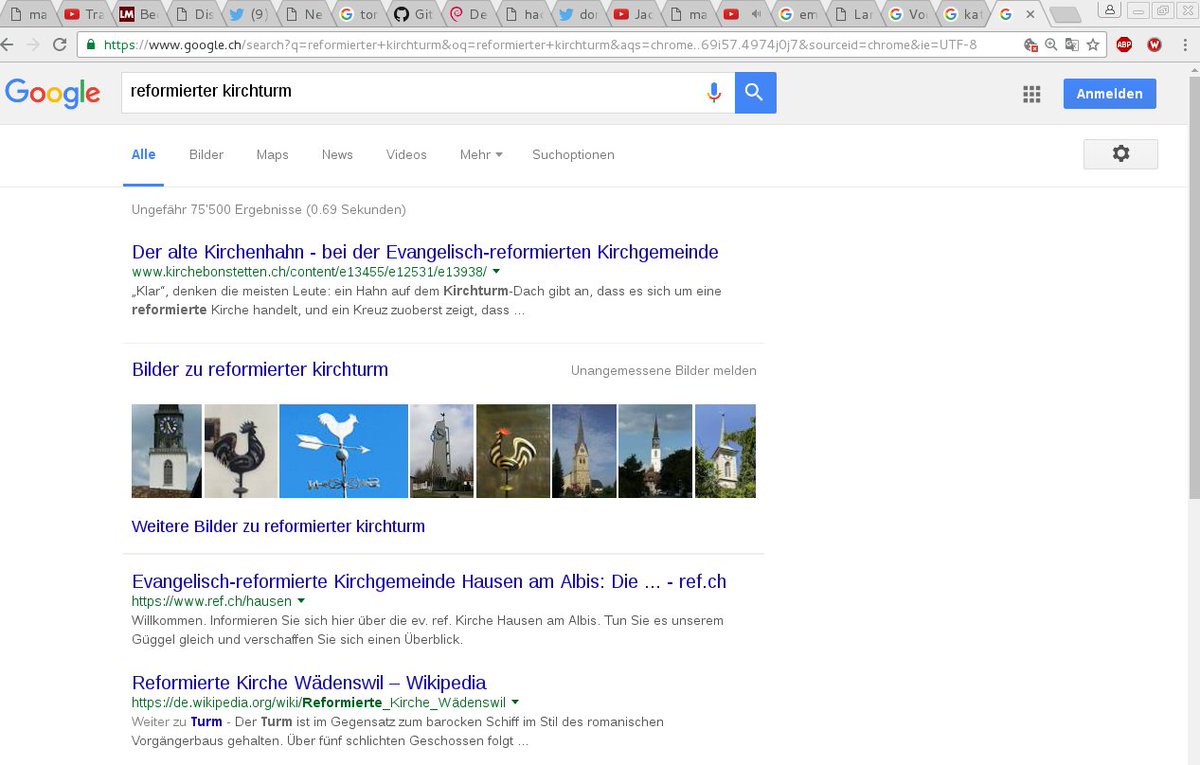 ma
Tra
LM Be
Dis
(9)
Ne
tor
Git
De
ha
do
Jac
ma
en
Lar
Vo
ka
https://www.google.ch/search?q=reformierter+kirchturm&oq=reformierter+kirchturm&aqs=chrome..69i57.4974j0j7&sourceid=chrome&ie=UTF-8
ABP
W
Google
reformierter kirchturm
Anmelden
Alle Bilder Maps News Videos Mehr Suchoptionen
Ungefähr 75'500 Ergebnisse (0.69 Sekunden)
Der alte Kirchenhahn - bei der Evangelisch-reformierten Kirchgemeinde
www.kirchebonstetten.ch/content/e13455/e12531/e13938/
„Klar“, denken die meisten Leute: ein Hahn auf dem Kirchturm-Dach gibt an, dass es sich um eine
reformierte Kirche handelt, und ein Kreuz zuoberst zeigt, dass ...
Bilder zu reformierter kirchturm
Unangemessene Bilder melden
Weitere Bilder zu reformierter kirchturm
Evangelisch-reformierte Kirchgemeinde Hausen am Albis: Die ... - ref.ch
https://www.ref.ch/hausen
Willkommen. Informieren Sie sich hier über die ev. ref. Kirche Hausen am Albis. Tun Sie es unserem
Güggel gleich und verschaffen Sie sich einen Überblick.
Reformierte Kirche Wädenswil – Wikipedia
https://de.wikipedia.org/wiki/Reformierte_Kirche_Wädenswil
Weiter zu Turm - Der Turm ist im Gegensatz zum barocken Schiff im Stil des romanischen
Vorgängerbaus gehalten. Über fünf schlichten Geschossen folgt ...